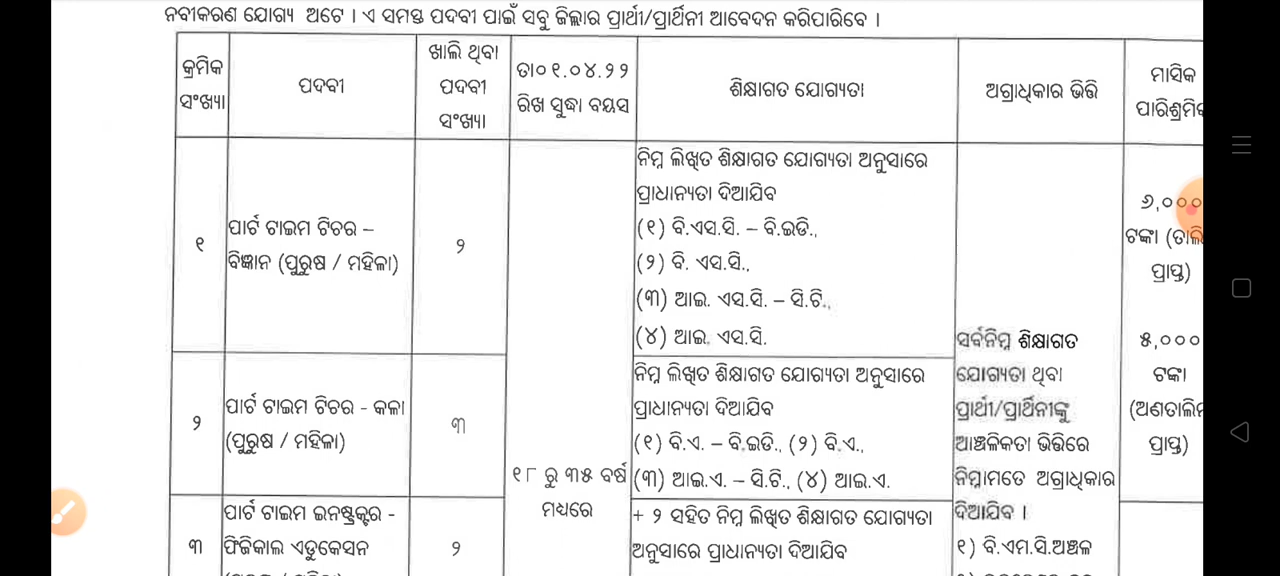 ନବୀକରଣ ଯୋଗ୍ୟ ଅଟେ । ଏ ସମସ୍ତ ପଦବୀ ପାଇଁ ସବୁ ଜିଲ୍ଲାର ପ୍ରାର୍ଥୀ/ପ୍ରାର୍ଥିନୀ ଆବେଦନ କରିପାରିବେ ।
କ୍ରମିକ
ସଂଖ୍ୟା
ପଦବୀ
ଖାଲି ଥିବା
ପଦବୀ
ସଂଖ୍ୟା
ତା୦୧.୦୪.୨୨
ରିଖ ସୁଦ୍ଧା ବୟସ
ଶିକ୍ଷାଗତ ଯୋଗ୍ୟତା
ଅଗ୍ରାଧିକାର ଭିତ୍ତି
ମାସିକ
ପାରିଶ୍ରମିକ
୧
ପାର୍ଟ ଟାଇମ ଟିଚର –
ବିଜ୍ଞାନ (ପୁରୁଷ / ମହିଳା)
୨
ନିମ୍ନ ଲିଖିତ ଶିକ୍ଷାଗତ ଯୋଗ୍ୟତା ଅନୁସାରେ
ପ୍ରାଧାନ୍ୟତା ଦିଆଯିବ
(୧) ବି.ଏସ.ସି. – ବି.ଇଡି.,
(୨) ବି. ଏସ.ସି.,
(୩) ଆଇ. ଏସ.ସି. – ସି.ଟି.,
(୪) ଆଇ. ଏସ.ସି.
୨
ପାର୍ଟ ଟାଇମ ଟିଚର - କଳା
(ପୁରୁଷ / ମହିଳା)
୩
ନିମ୍ନ ଲିଖିତ ଶିକ୍ଷାଗତ ଯୋଗ୍ୟତା ଅନୁସାରେ
ପ୍ରାଧାନ୍ୟତା ଦିଆଯିବ
(୧) ବି.ଏ. – ବି.ଇଡି., (୨) ବି.ଏ.,
(୩) ଆଇ.ଏ. – ସି.ଟି., (୪) ଆଇ.ଏ.
୩
ପାର୍ଟ ଟାଇମ ଇନଷ୍ଟ୍ରକ୍ଟର -
ଫିଜିକାଲ ଏଡୁକେସନ
୨
+ ୨ ସହିତ ନିମ୍ନ ଲିଖିତ ଶିକ୍ଷାଗତ ଯୋଗ୍ୟତା
ଅନୁସାରେ ପ୍ରାଧାନ୍ୟତା ଦିଆଯିବ
୧୮ ରୁ ୩୫ ବର୍ଷ
ମଧ୍ୟରେ
ସର୍ବନିମ୍ନ ଶିକ୍ଷାଗତ
ଯୋଗ୍ୟତା ଥିବା
ପ୍ରାର୍ଥୀ/ପ୍ରାର୍ଥିନୀଙ୍କୁ
ଆଞ୍ଚଳିକତା ଭିତ୍ତିରେ
ନିମ୍ନମତେ ଅଗ୍ରାଧିକାର
ଦିଆଯିବ ।
୧) ବି.ଏମ.ସି.ଅଞ୍ଚଳ
୬,୦୦୦
ଟଙ୍କା
ପ୍ରାପ୍ତ)
୫,୦୦୦
ଟଙ୍କା
ପ୍ରାପ୍ତ)